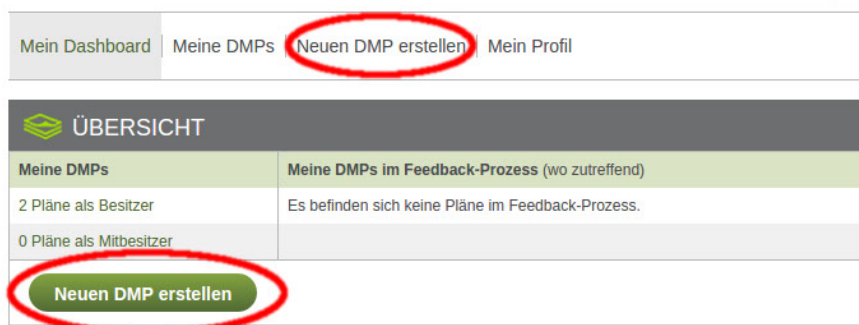 Mein Dashboard Meine DMPs Neuen DMP erstellen Mein Profil
ÜBERSICHT
Meine DMPs Meine DMPs im Feedback-Prozess (wo zutreffend)
2 Pläne als Besitzer Es befinden sich keine Pläne im Feedback-Prozess.
0 Pläne als Mitbesitzer
Neuen DMP erstellen